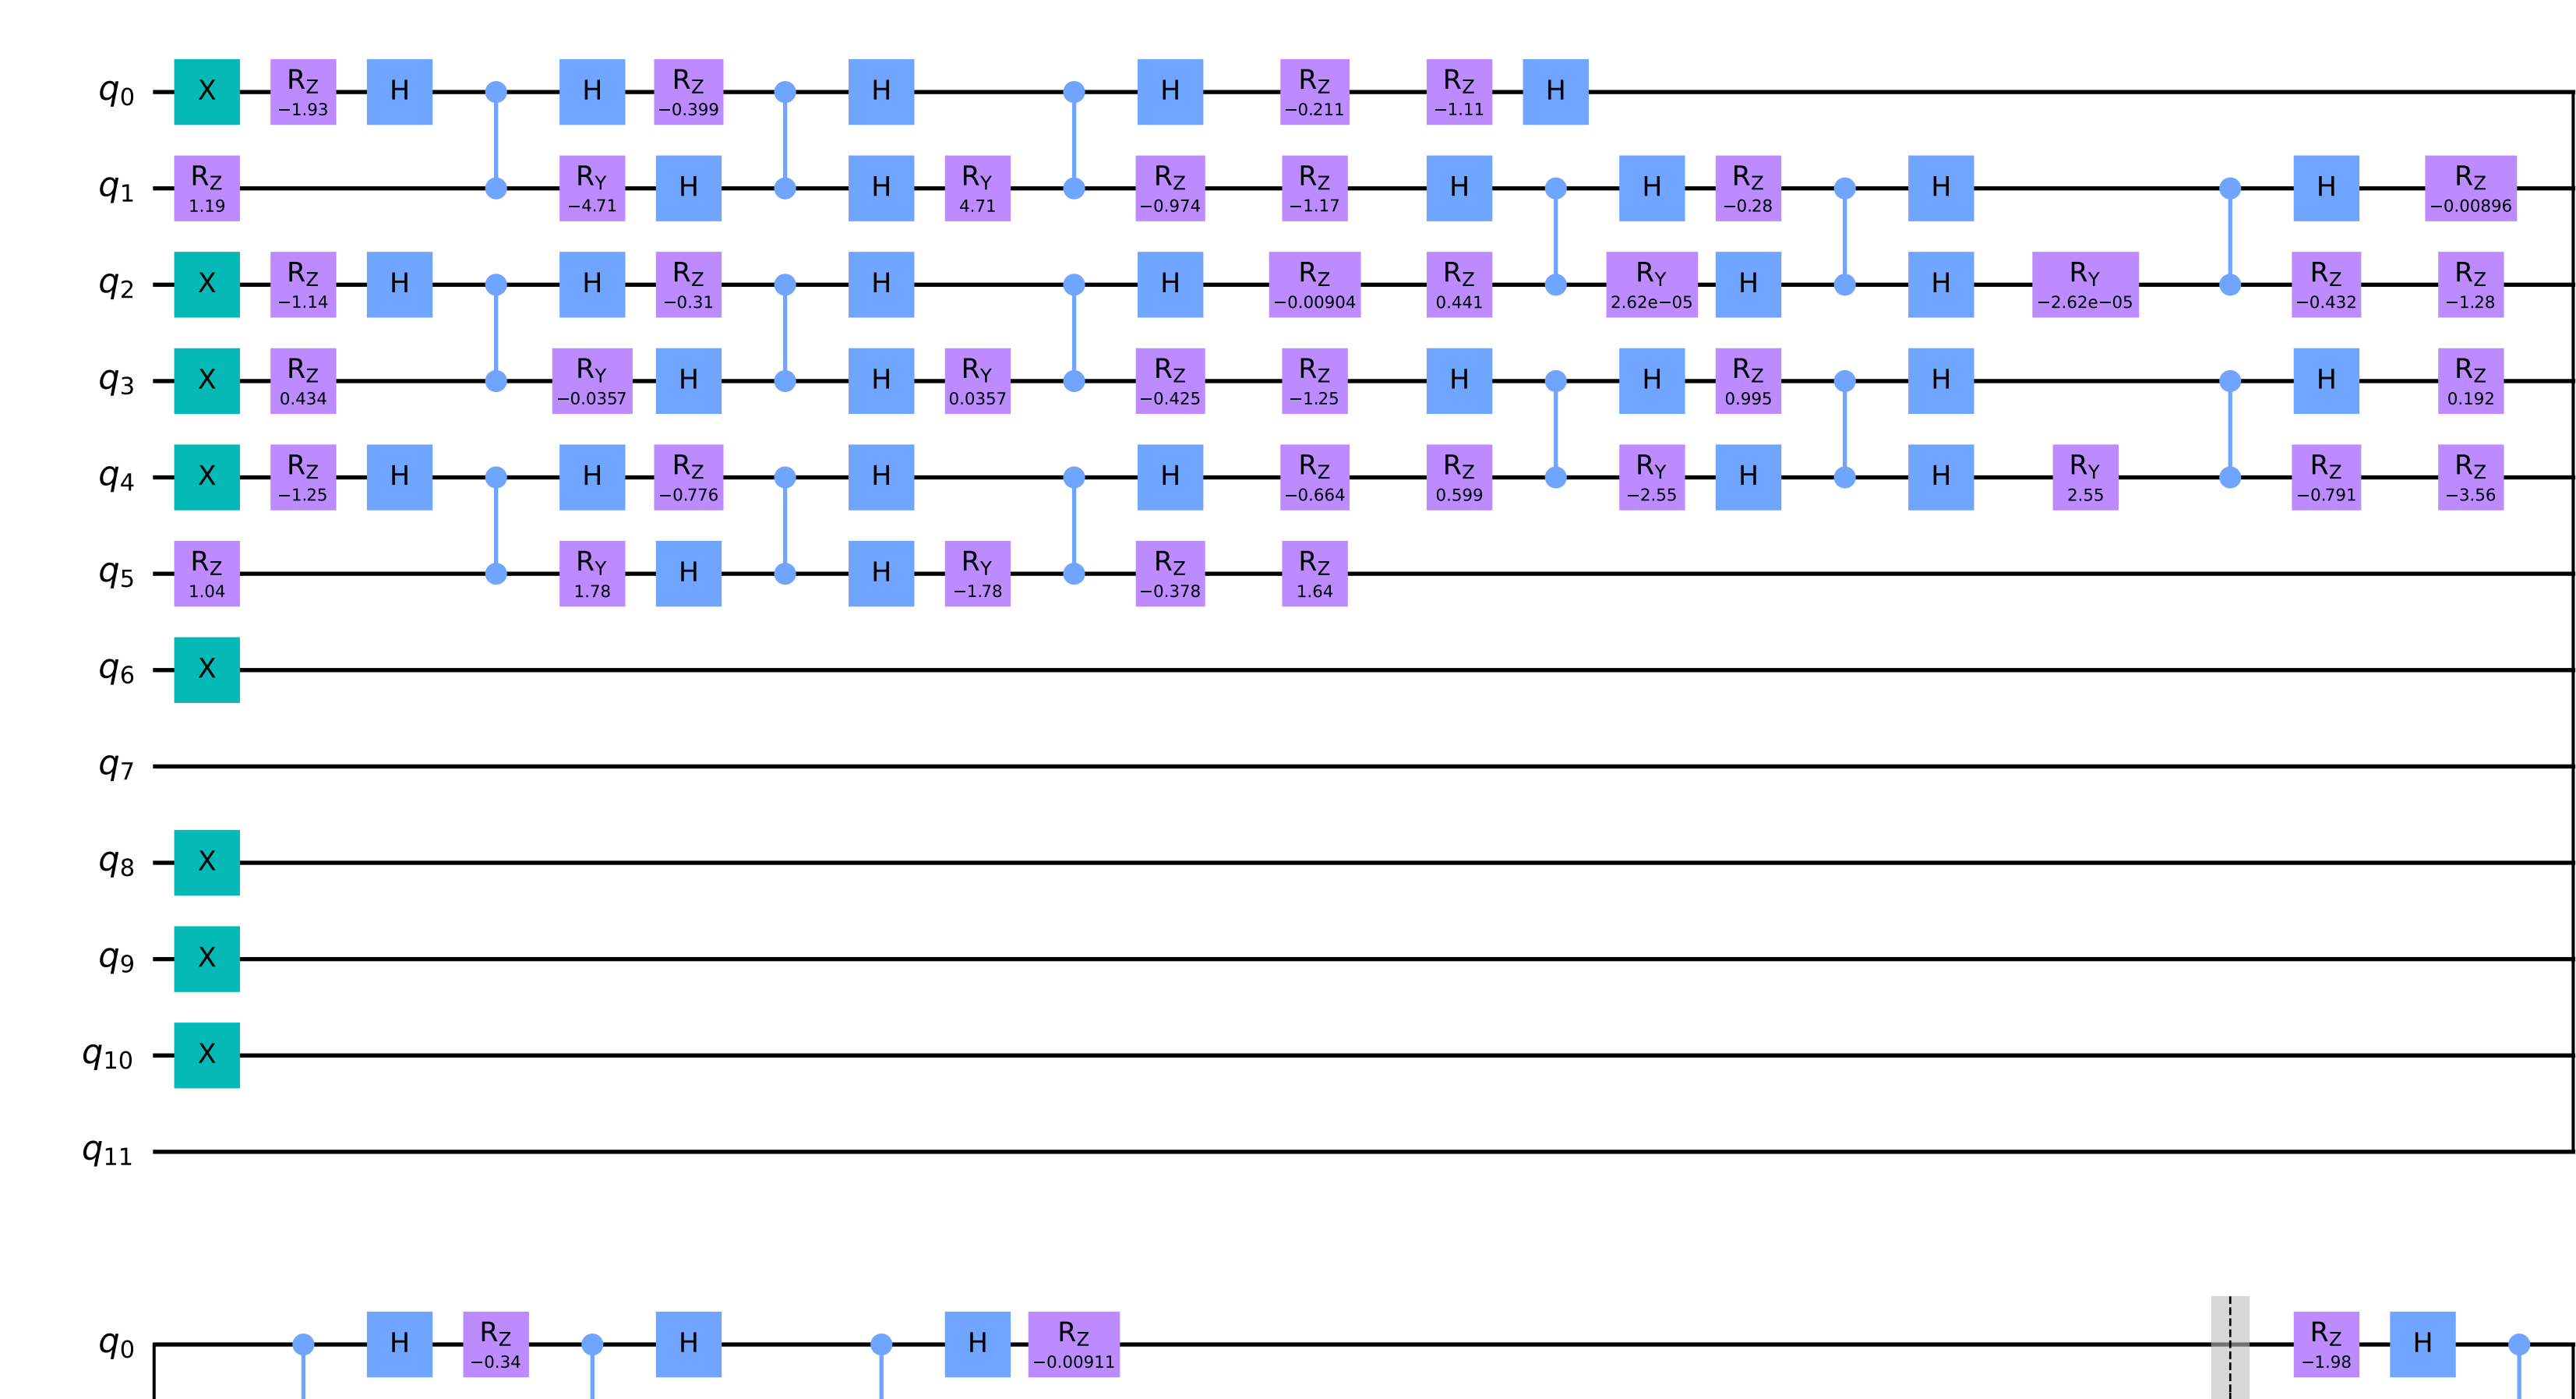 q0 X RZ −1.93 H H RZ −0.399 H H RZ −0.211 RZ −1.11 H
q1 RZ 1.19 RY −4.71 H H RY 4.71 RZ −0.974 RZ −1.17 H H RZ −0.28 H H RZ −0.00896
q2 X RZ −1.14 H H RZ −0.31 H H RZ −0.00904 RZ 0.441 RY 2.62e−05 H H RY −2.62e−05 RZ −0.432 RZ −1.28
q3 X RZ 0.434 RY −0.0357 H H RY 0.0357 RZ −0.425 RZ −1.25 H H RZ 0.995 H H RZ 0.192
q4 X RZ −1.25 H H RZ −0.776 H H RZ −0.664 RZ 0.599 RY −2.55 H H RY 2.55 RZ −0.791 RZ −3.56
q5 RZ 1.04 RY 1.78 H H RY −1.78 RZ −0.378 RZ 1.64
q6 X
q7
q8 X
q9 X
q10 X
q11
q0 H RZ −0.34 H H RZ −0.00911 RZ −1.98 H